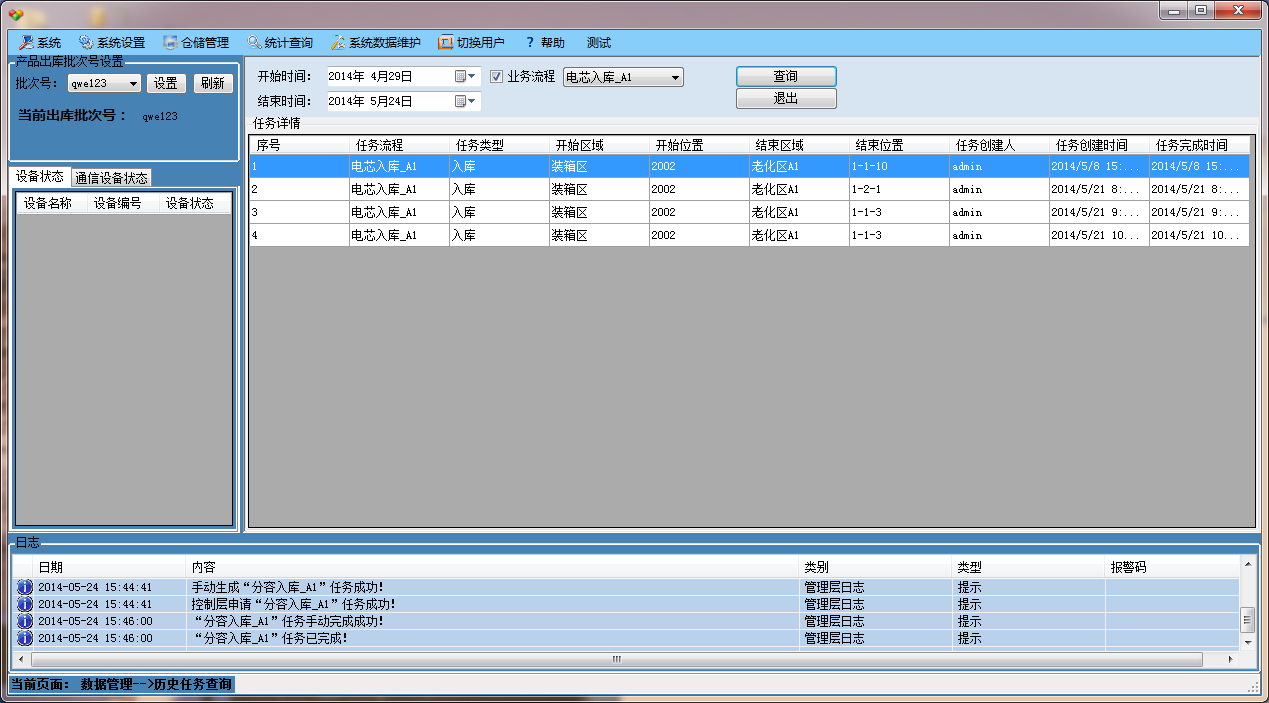 系统 系统设置 仓储管理 统计查询 系统数据维护 切换用户 ? 帮助 测试
产品出库批次号设置
批次号: qwe123 设置 刷新
当前出库批次号： qwe123
设备状态 通信设备状态
设备名称 设备编号 设备状态
开始时间: 2014年 4月29日 业务流程 电芯入库_A1 查询
结束时间: 2014年 5月24日 退出
任务详情
序号 任务流程 任务类型 开始区域 开始位置 结束区域 结束位置 任务创建人 任务创建时间 任务完成时间
1 电芯入库_A1 入库 装箱区 2002 老化区A1 1-1-10 admin 2014/5/8 15:... 2014/5/8 15:...
2 电芯入库_A1 入库 装箱区 2002 老化区A1 1-2-1 admin 2014/5/21 8:... 2014/5/21 8:...
3 电芯入库_A1 入库 装箱区 2002 老化区A1 1-1-3 admin 2014/5/21 9:... 2014/5/21 9:...
4 电芯入库_A1 入库 装箱区 2002 老化区A1 1-1-3 admin 2014/5/21 10... 2014/5/21 10...
日志
日期 内容 类别 类型 报警码
2014-05-24 15:44:41 手动生成“分容入库_A1”任务成功! 管理层日志 提示
2014-05-24 15:44:41 控制层申请“分容入库_A1”任务成功! 管理层日志 提示
2014-05-24 15:46:00 “分容入库_A1”任务手动完成成功! 管理层日志 提示
2014-05-24 15:46:00 “分容入库_A1”任务已完成! 管理层日志 提示
当前页面: 数据管理-->历史任务查询